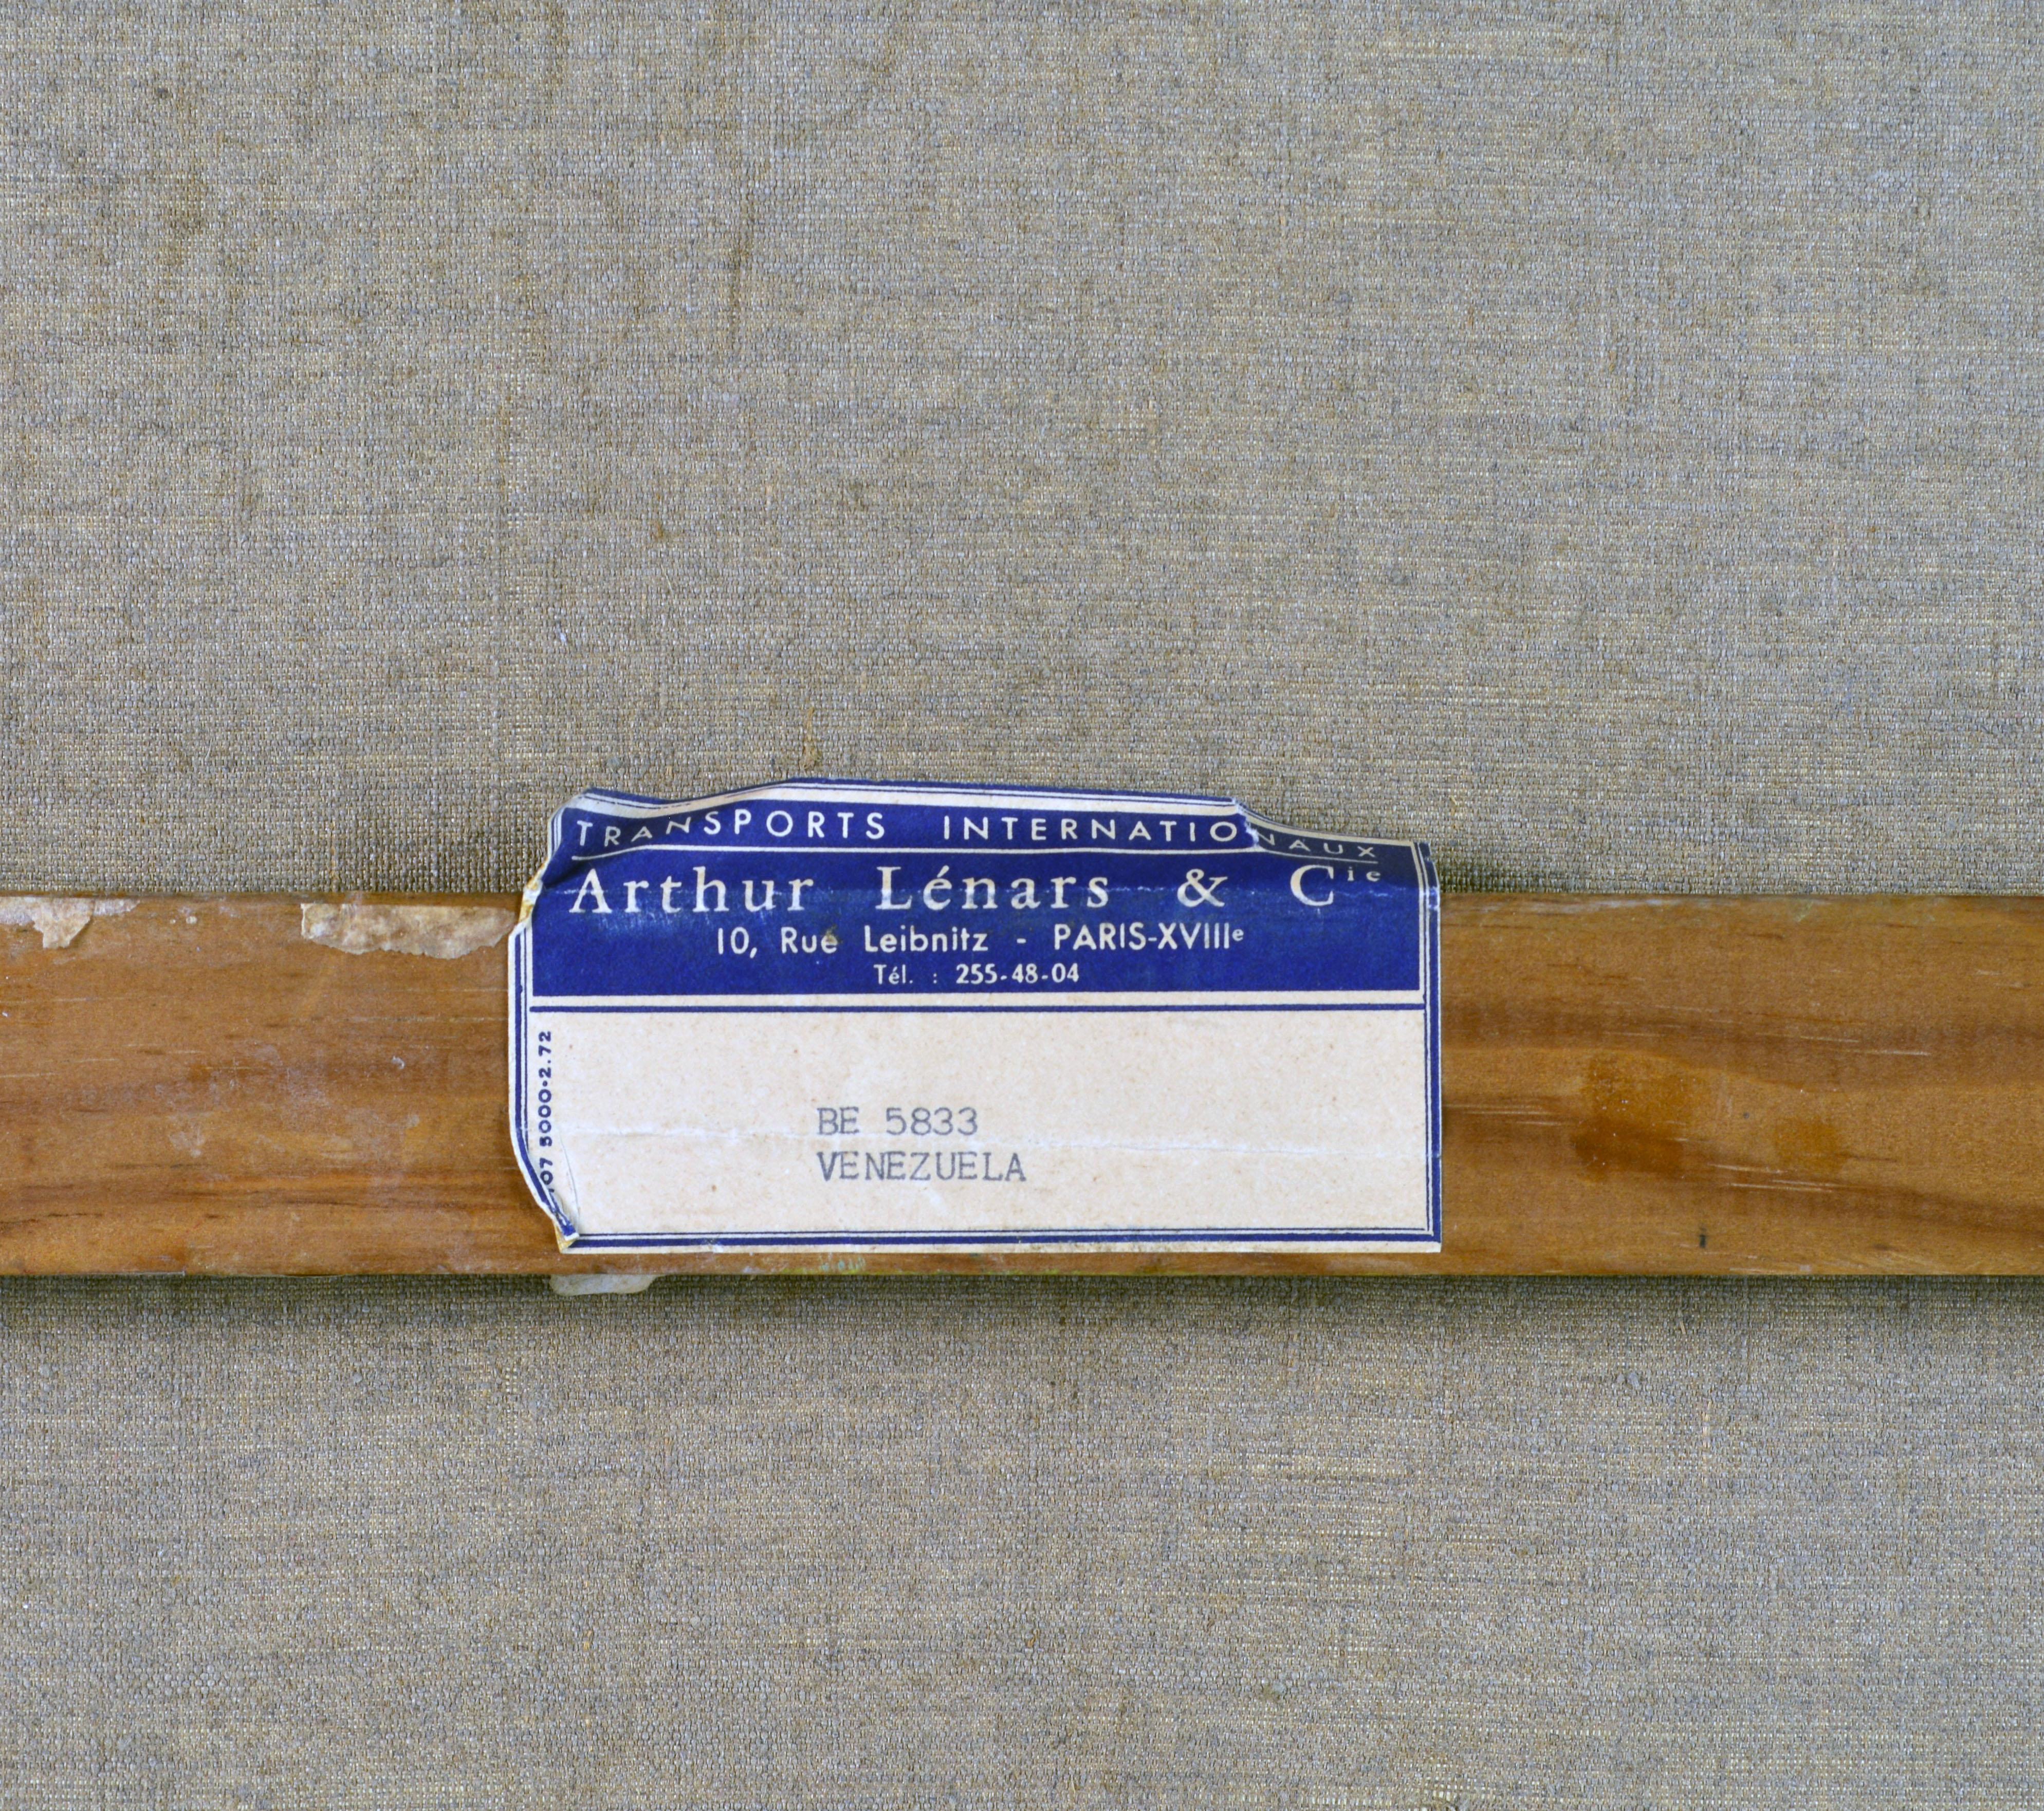 TRANSPORTS INTERNATIONAUX
Arthur Lénars & Cie
10, Rue Leibnitz - PARIS-XVIIIe
Tél. : 255-48-04
07 5000-2.72
BE 5833
VENEZUELA